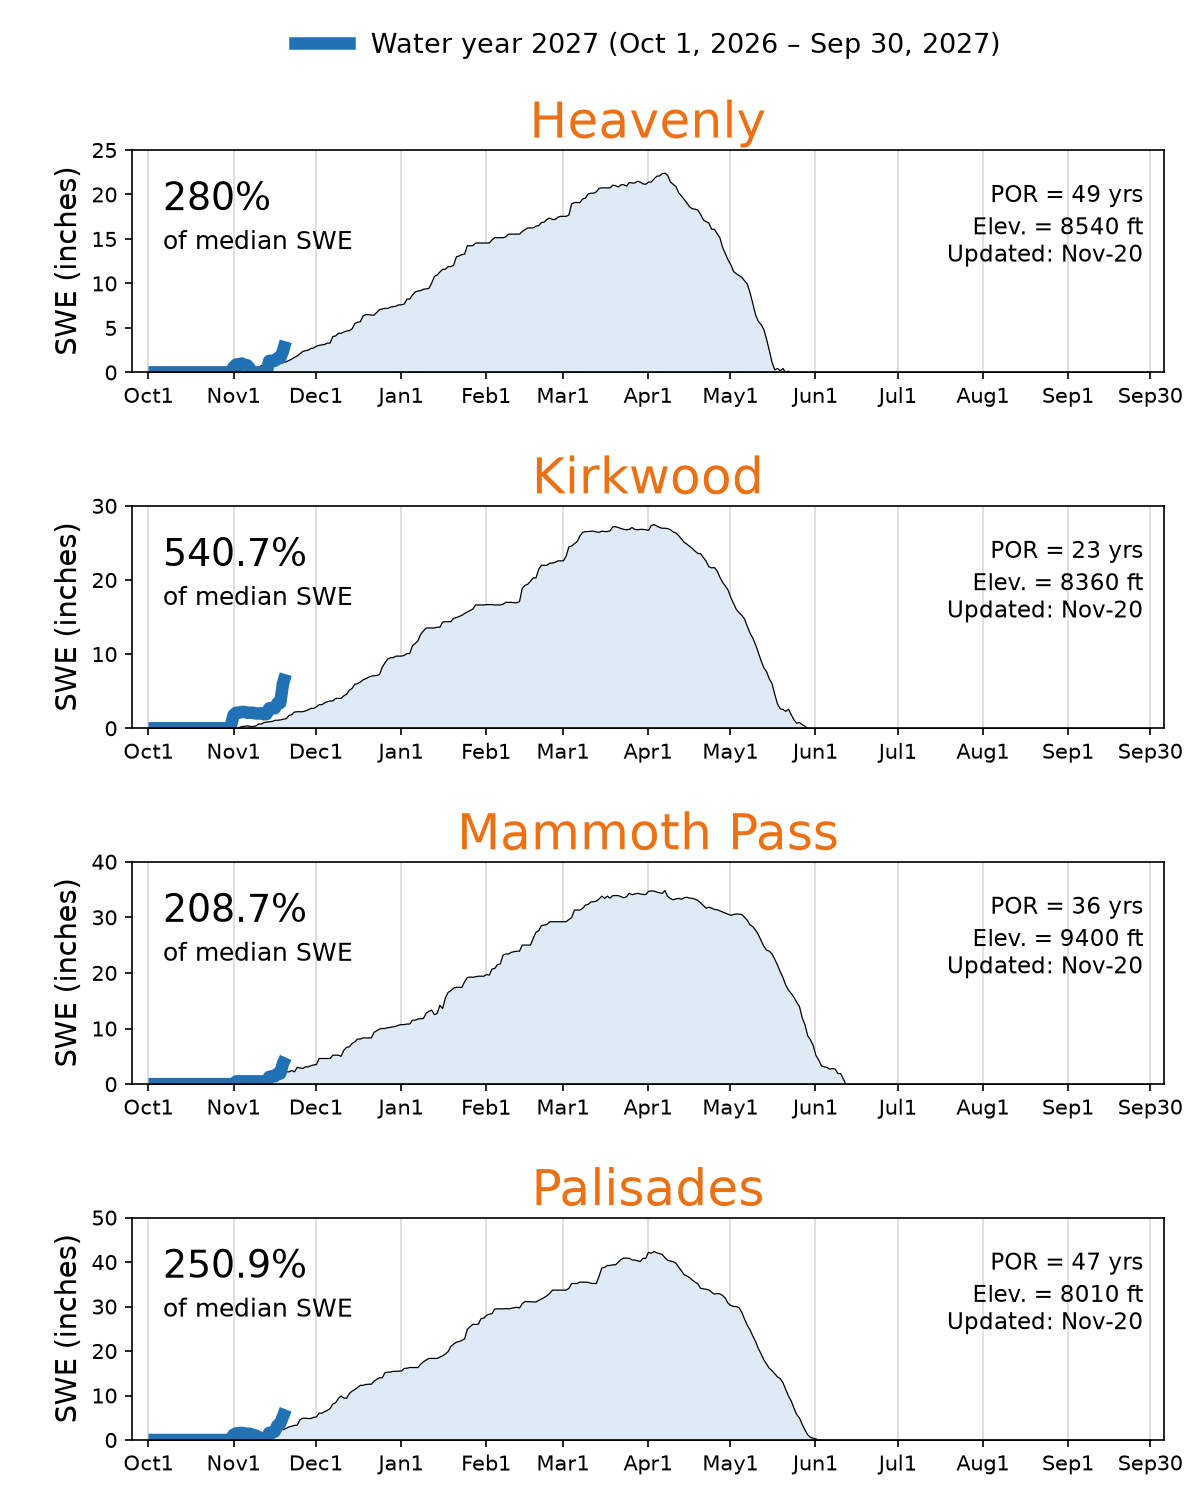 Water year 2027 (Oct 1, 2026 – Sep 30, 2027)
Heavenly
SWE (inches)
25
20
15
10
5
0
280%
of median SWE
POR = 49 yrs
Elev. = 8540 ft
Updated: Nov-20
Oct1 Nov1 Dec1 Jan1 Feb1 Mar1 Apr1 May1 Jun1 Jul1 Aug1 Sep1 Sep30
Kirkwood
SWE (inches)
30
20
10
0
540.7%
of median SWE
POR = 23 yrs
Elev. = 8360 ft
Updated: Nov-20
Oct1 Nov1 Dec1 Jan1 Feb1 Mar1 Apr1 May1 Jun1 Jul1 Aug1 Sep1 Sep30
Mammoth Pass
SWE (inches)
40
30
20
10
0
208.7%
of median SWE
POR = 36 yrs
Elev. = 9400 ft
Updated: Nov-20
Oct1 Nov1 Dec1 Jan1 Feb1 Mar1 Apr1 May1 Jun1 Jul1 Aug1 Sep1 Sep30
Palisades
SWE (inches)
50
40
30
20
10
0
250.9%
of median SWE
POR = 47 yrs
Elev. = 8010 ft
Updated: Nov-20
Oct1 Nov1 Dec1 Jan1 Feb1 Mar1 Apr1 May1 Jun1 Jul1 Aug1 Sep1 Sep30